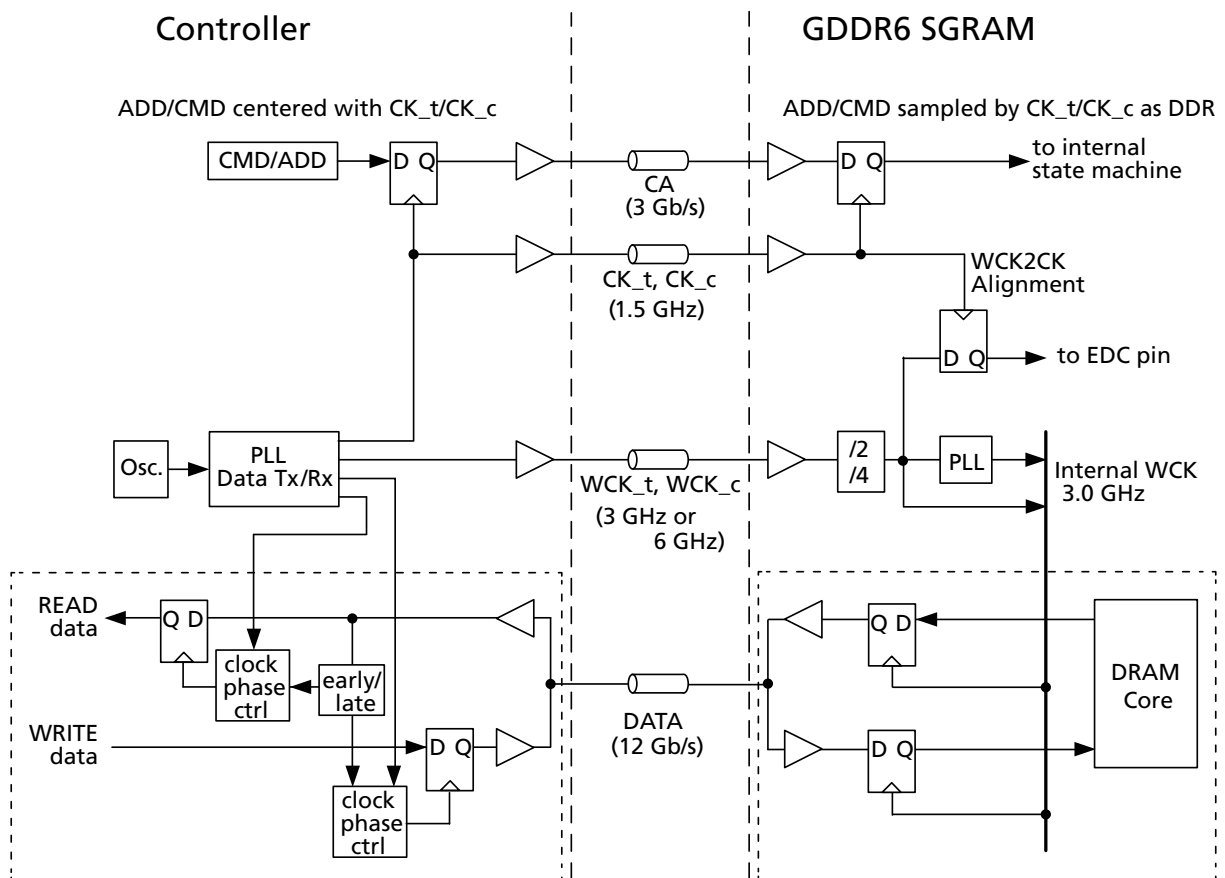 Controller
GDDR6 SGRAM
ADD/CMD centered with CK_t/CK_c
ADD/CMD sampled by CK_t/CK_c as DDR
CMD/ADD
D Q
CA
(3 Gb/s)
D Q
to internal
state machine
CK_t, CK_c
(1.5 GHz)
WCK2CK
Alignment
D Q
to EDC pin
Osc.
PLL
Data Tx/Rx
WCK_t, WCK_c
(3 GHz or
6 GHz)
/2
/4
PLL
Internal WCK
3.0 GHz
READ
data
Q D
clock
phase
ctrl
early/
late
WRITE
data
D Q
clock
phase
ctrl
DATA
(12 Gb/s)
Q D
D Q
DRAM
Core